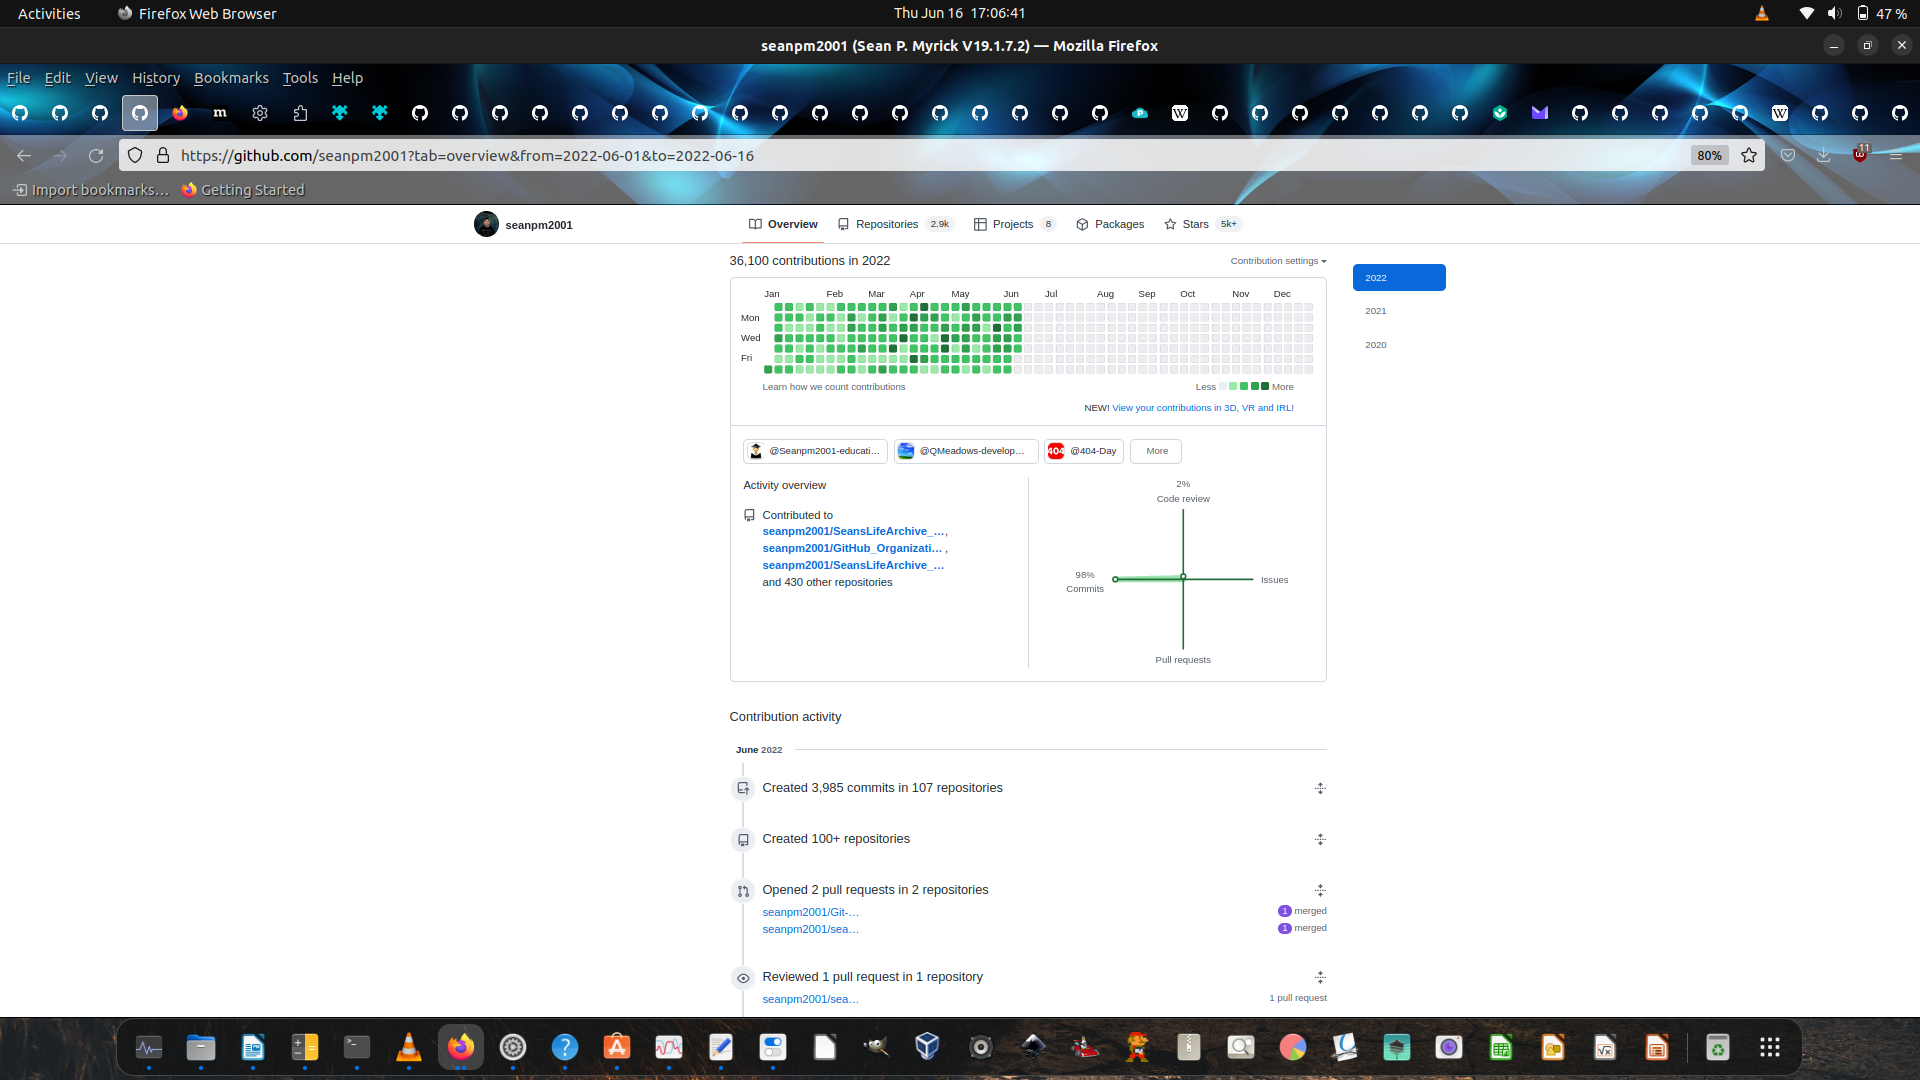 Activities Firefox Web Browser Thu Jun 16 17:06:41 47 %
seanpm2001 (Sean P. Myrick V19.1.7.2) — Mozilla Firefox
File Edit View History Bookmarks Tools Help
https://github.com/seanpm2001?tab=overview&from=2022-06-01&to=2022-06-16 80% 11
Import bookmarks… Getting Started
seanpm2001 Overview Repositories 2.9k Projects 8 Packages Stars 5k+
36,100 contributions in 2022 Contribution settings
2022
2021
2020
Jan Feb Mar Apr May Jun Jul Aug Sep Oct Nov Dec
Mon
Wed
Fri
Learn how we count contributions Less More
NEW! View your contributions in 3D, VR and IRL!
@Seanpm2001-educati… @QMeadows-develop… 404 @404-Day More
Activity overview
Contributed to
seanpm2001/SeansLifeArchive_…,
seanpm2001/GitHub_Organizati… ,
seanpm2001/SeansLifeArchive_…
and 430 other repositories
2%
Code review
98%
Commits
Issues
Pull requests
Contribution activity
June 2022
Created 3,985 commits in 107 repositories
Created 100+ repositories
Opened 2 pull requests in 2 repositories
seanpm2001/Git-… 1 merged
seanpm2001/sea… 1 merged
Reviewed 1 pull request in 1 repository
seanpm2001/sea… 1 pull request